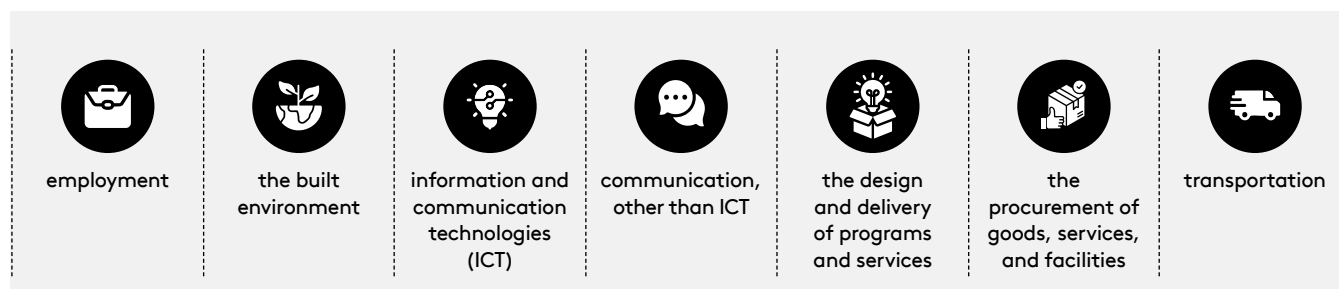 employment
the built
environment
information and
communication
technologies
(ICT)
communication,
other than ICT
the design
and delivery
of programs
and services
the
procurement of
goods, services,
and facilities
transportation